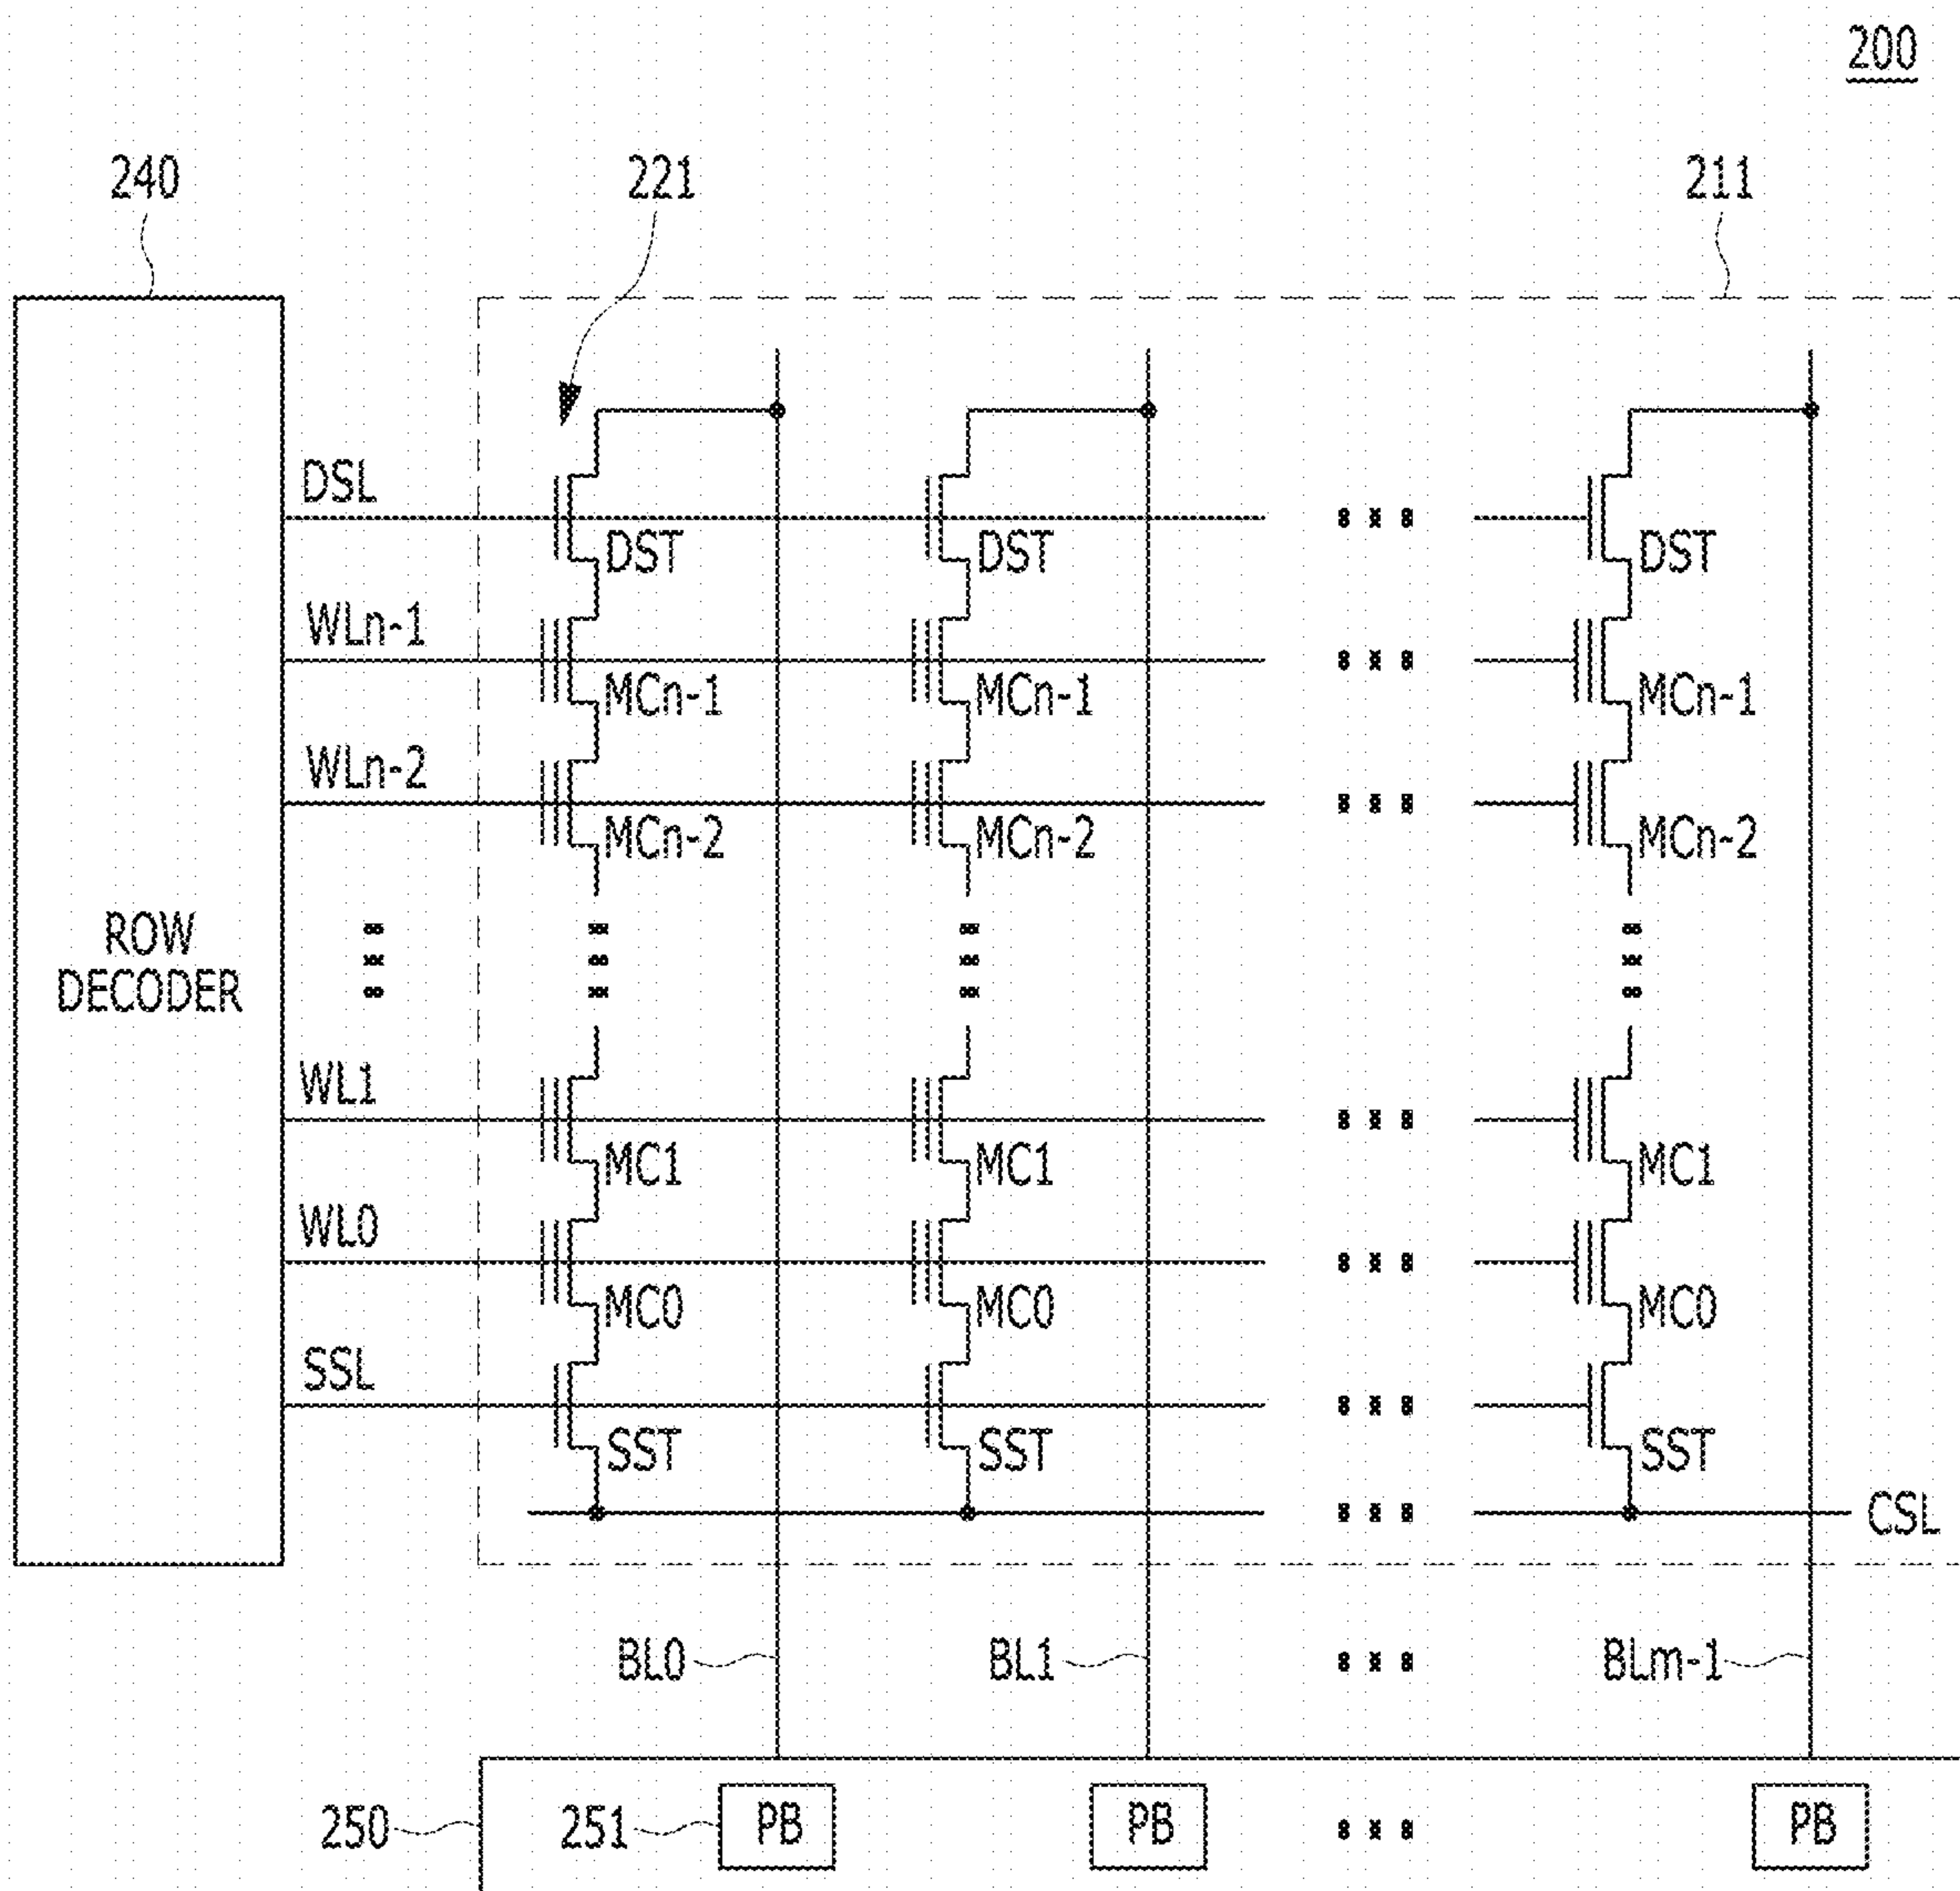 200
240 221 211
DSL
DST DST DST
WLn-1
MCn-1 MCn-1 MCn-1
WLn-2
MCn-2 MCn-2 MCn-2
ROW
DECODER
WL1
MC1 MC1 MC1
WL0
MC0 MC0 MC0
SSL
SST SST SST
CSL
BL0 BL1 BLm-1
250 251 PB PB PB